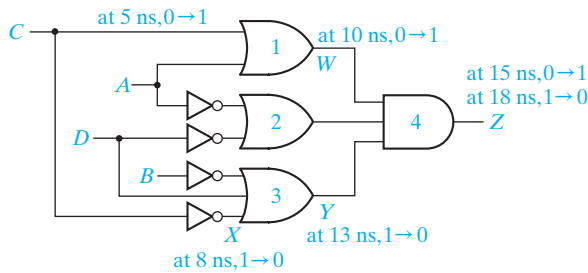 C
at 5 ns, 0→1
1
at 10 ns, 0→1
W
A
at 15 ns, 0→1
at 18 ns, 1→0
2
4
Z
D
B
3
X
Y
at 13 ns, 1→0
at 8 ns, 1→0